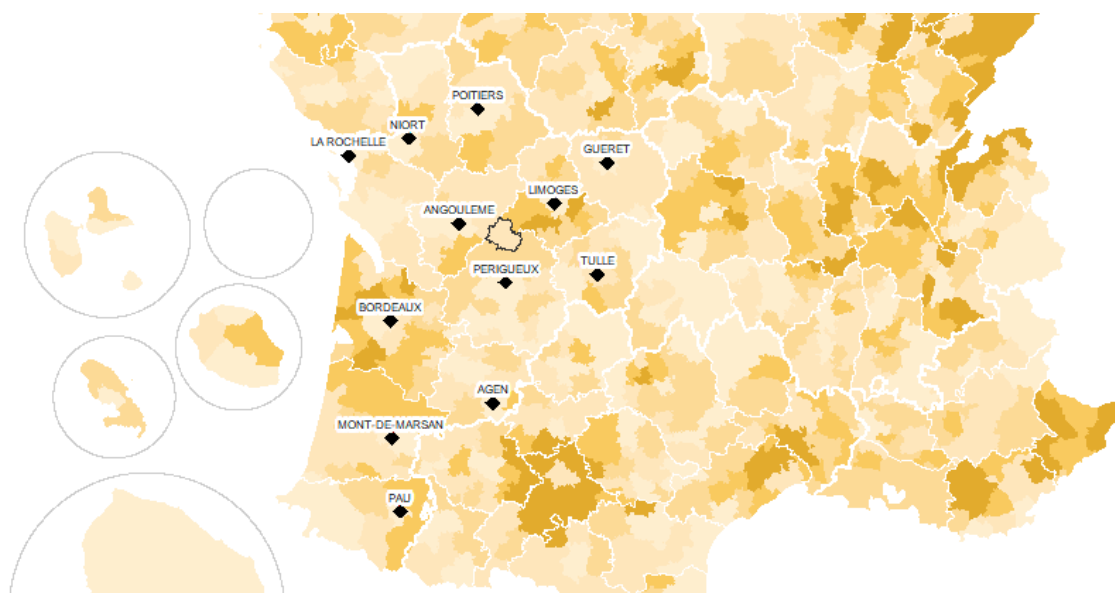 POITIERS
NIORT
LA ROCHELLE
GUERET
LIMOGES
ANGOULEME
TULLE
PERIGUEUX
BORDEAUX
AGEN
MONT-DE-MARSAN
PAU